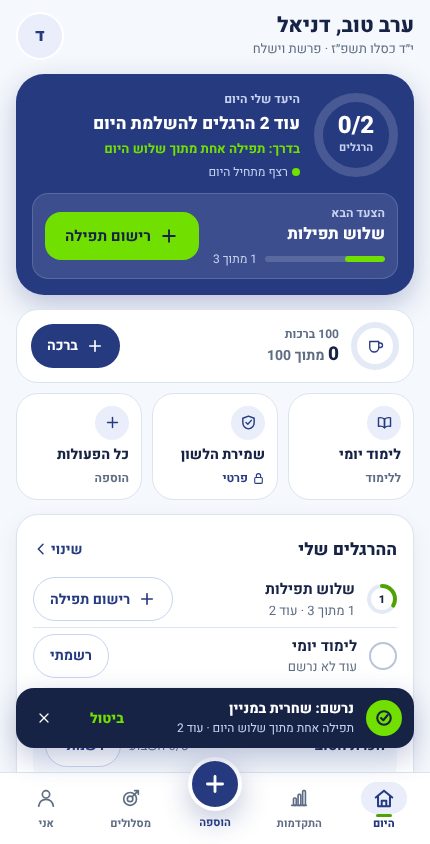 ערב טוב, דניאל
ד
י״ד כסלו תשפ״ז · פרשת וישלח
היעד שלי היום
0/2
הרגלים
עוד 2 הרגלים להשלמת היום
בדרך: תפילה אחת מתוך שלוש היום
רצף מתחיל היום
הצעד הבא
שלוש תפילות
1 מתוך 3
רישום תפילה
100 ברכות
0 מתוך 100
ברכה
לימוד יומי
ללימוד
שמירת הלשון
פרטי
כל הפעולות
הוספה
ההרגלים שלי
שינוי
1
שלוש תפילות
1 מתוך 3 · עוד 2
רישום תפילה
לימוד יומי
עוד לא נרשם
רשמתי
נרשם: שחרית במניין
תפילה אחת מתוך שלוש היום · עוד 2
ביטול
היום
התקדמות
הוספה
מסלולים
אני